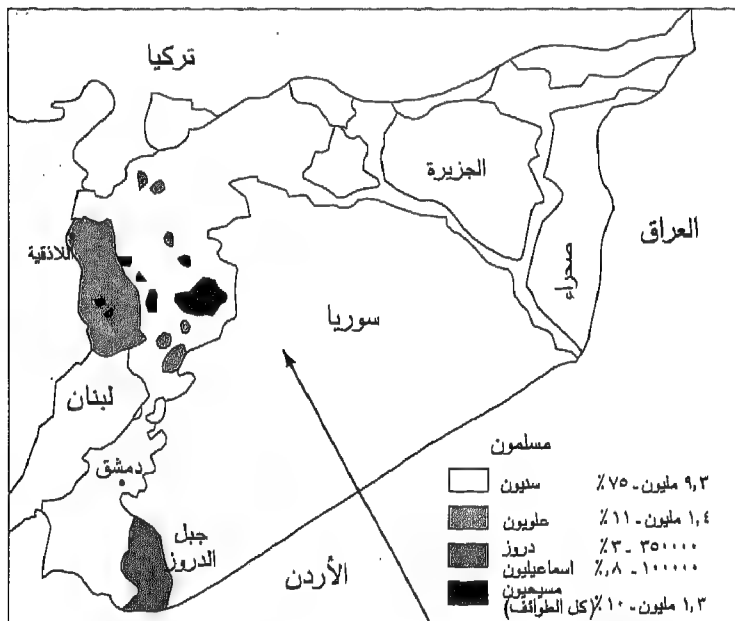 تركيا
الجزيرة
العراق
اللاذقية
صحراء
سوريا
لبنان
دمشق
جبل
الدروز
الأردن
مسلمون
سنيون ٩,٣ مليون - ٧٥٪
علويون ١,٤ مليون - ١١٪
دروز ٣٥٠٠٠٠ - ٣٪
اسماعيليون ١٠٠٠٠٠ - ٨,٪
مسيحيون
(كل الطوائف) ١,٣ مليون - ١٠٪